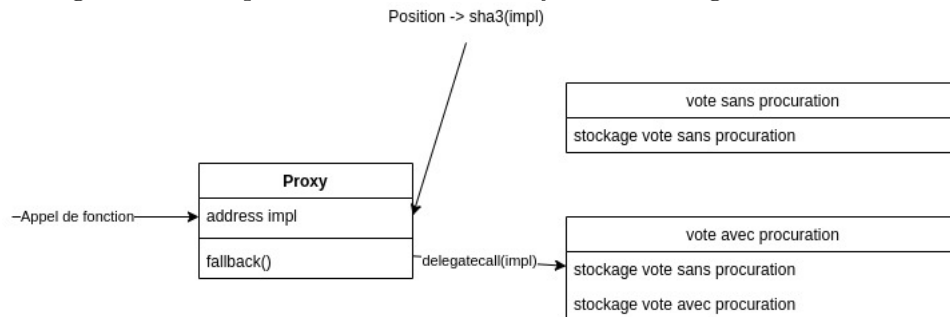 Position -> sha3(impl)
vote sans procuration
stockage vote sans procuration
Proxy
Appel de fonction
address impl
fallback()
delegatecall(impl)
vote avec procuration
stockage vote sans procuration
stockage vote avec procuration